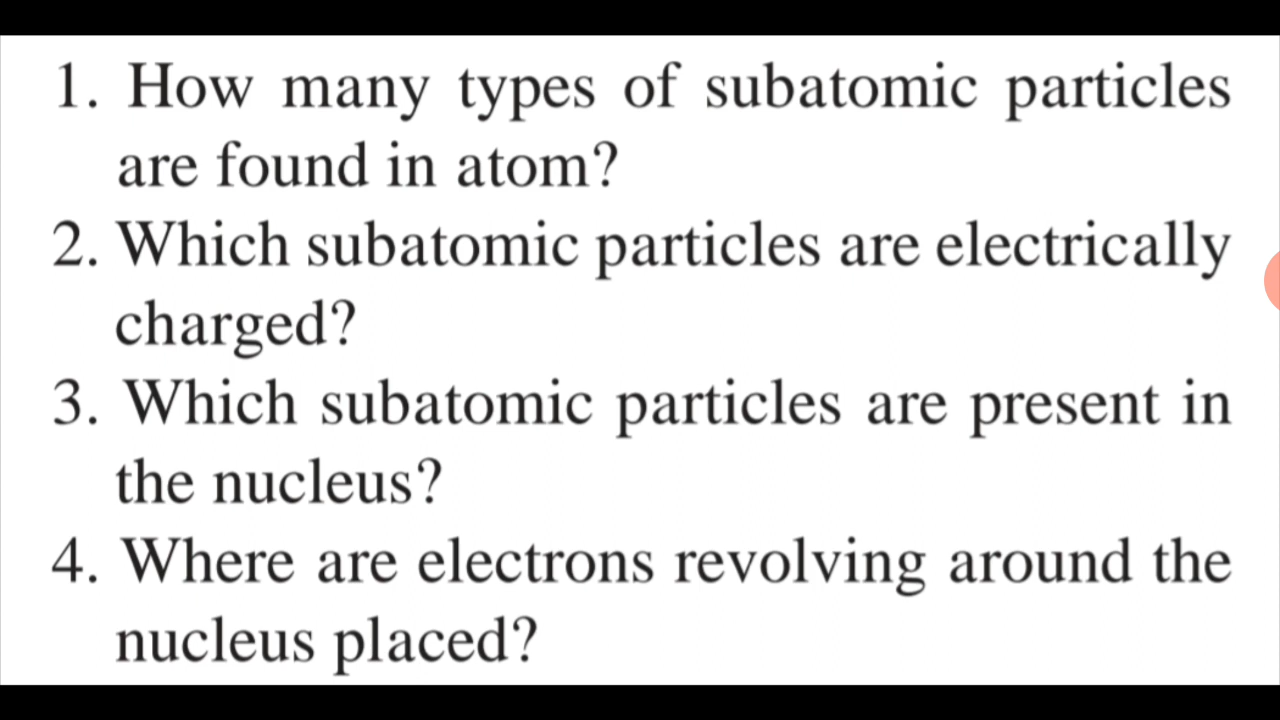 1. How many types of subatomic particles
are found in atom?
2. Which subatomic particles are electrically
charged?
3. Which subatomic particles are present in
the nucleus?
4. Where are electrons revolving around the
nucleus placed?